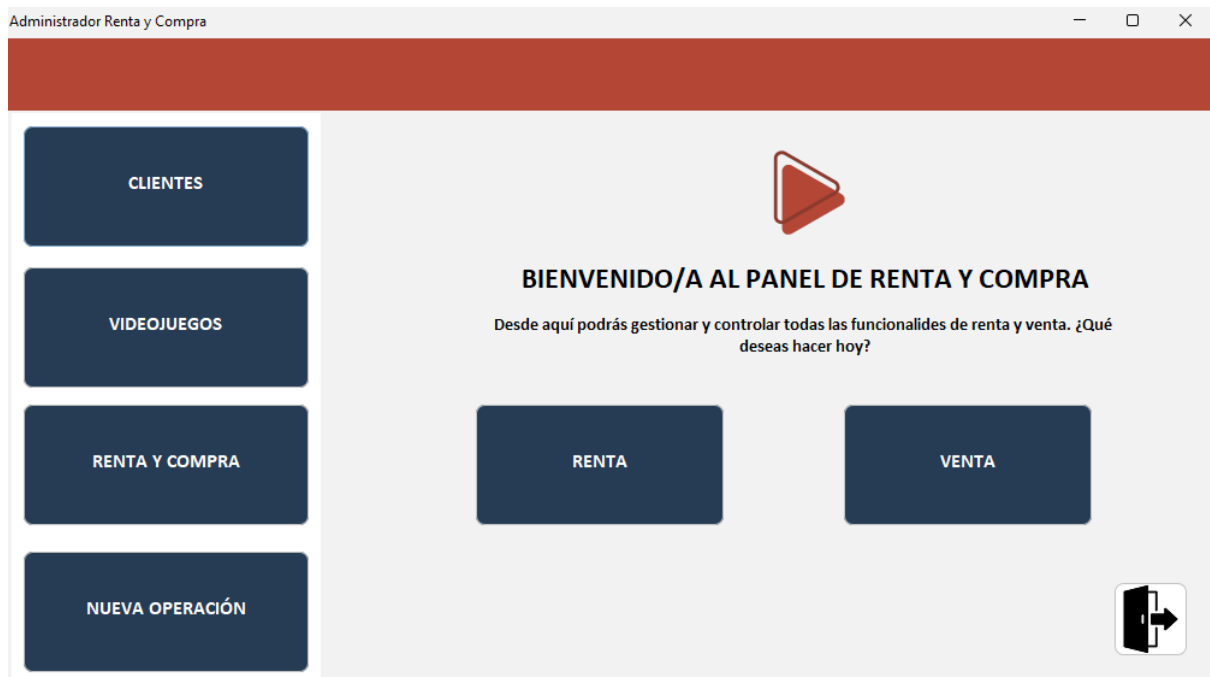 Administrador Renta y Compra
CLIENTES
VIDEOJUEGOS
RENTA Y COMPRA
NUEVA OPERACIÓN
BIENVENIDO/A AL PANEL DE RENTA Y COMPRA
Desde aquí podrás gestionar y controlar todas las funcionalides de renta y venta. ¿Qué
deseas hacer hoy?
RENTA
VENTA